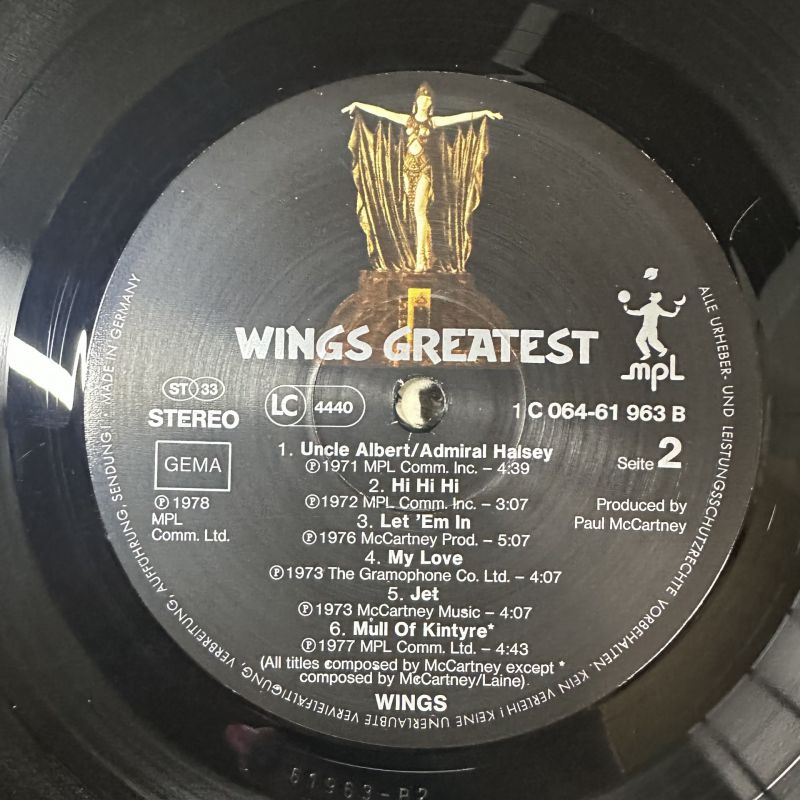 WINGS GREATEST
mpL
ST 33
STEREO
LC 4440
1 C 064-61 963 B
GEMA
℗ 1978
MPL
Comm. Ltd.
Seite 2
Produced by
Paul McCartney
1. Uncle Albert/Admiral Halsey
℗1971 MPL Comm. Inc. – 4:39
2. Hi Hi Hi
℗1972 MPL Comm. Inc. – 3:07
3. Let 'Em In
℗1976 McCartney Prod. – 5:07
4. My Love
℗1973 The Gramophone Co. Ltd. – 4:07
5. Jet
℗1973 McCartney Music – 4:07
6. Mull Of Kintyre*
℗1977 MPL Comm. Ltd. – 4:43
(All titles composed by McCartney except *
composed by McCartney/Laine).
WINGS
ALLE URHEBER- UND LEISTUNGSSCHUTZRECHTE VORBEHALTEN. KEIN VERLEIH! KEINE UNERLAUBTE VERVIELFÄLTIGUNG, VERBREITUNG, AUFFÜHRUNG, SENDUNG! · MADE IN GERMANY
61963-B2